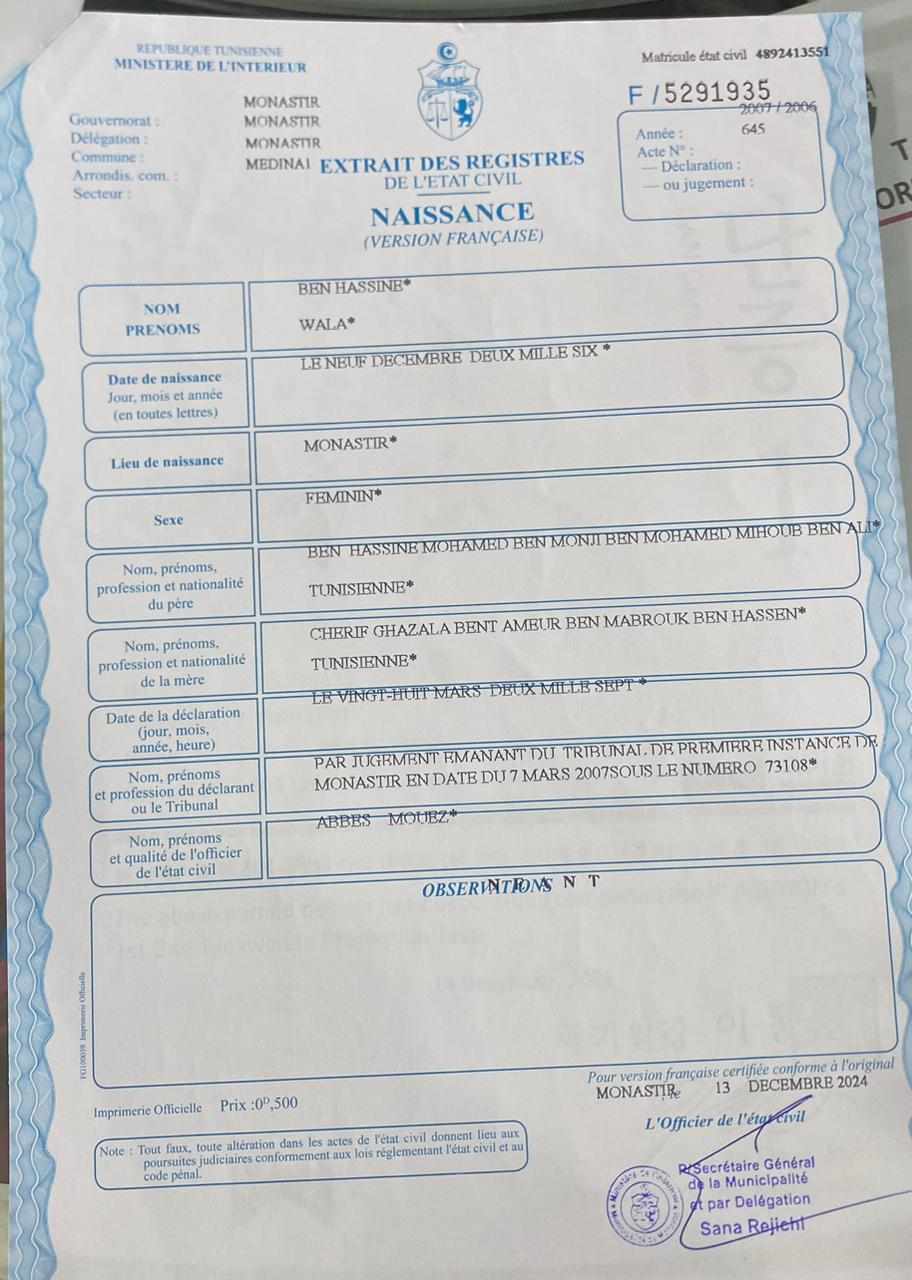 REPUBLIQUE TUNISIENNE
MINISTERE DE L'INTERIEUR
Matricule état civil 4892413551
F / 5291935
2007 / 2006
Année :
645
Acte N° :
— Déclaration :
— ou jugement :
MONASTIR
Gouvernorat : MONASTIR
Délégation : MONASTIR
Commune : MEDINA1
Arrondis. com. :
Secteur :
EXTRAIT DES REGISTRES
DE L'ETAT CIVIL
NAISSANCE
(VERSION FRANÇAISE)
NOM
PRENOMS
BEN HASSINE*
WALA*
Date de naissance
Jour, mois et année
(en toutes lettres)
LE NEUF DECEMBRE DEUX MILLE SIX *
Lieu de naissance
MONASTIR*
Sexe
FEMININ*
Nom, prénoms,
profession et nationalité
du père
BEN HASSINE MOHAMED BEN MONJI BEN MOHAMED MIHOUB BEN ALI*
TUNISIENNE*
Nom, prénoms,
profession et nationalité
de la mère
CHERIF GHAZALA BENT AMEUR BEN MABROUK BEN HASSEN*
TUNISIENNE*
Date de la déclaration
(jour, mois,
année, heure)
LE VINGT-HUIT MARS DEUX MILLE SEPT *
Nom, prénoms
et profession du déclarant
ou le Tribunal
PAR JUGEMENT EMANANT DU TRIBUNAL DE PREMIERE INSTANCE DE
MONASTIR EN DATE DU 7 MARS 2007SOUS LE NUMERO 73108*
Nom, prénoms
et qualité de l'officier
de l'état civil
ABBES MOUEZ*
OBSERVATIONS
N E A N T
Imprimerie Officielle
Pour version française certifiée conforme à l'original
MONASTIR, le 13 DECEMBRE 2024
Imprimerie Officielle Prix :0ᴰ,500
L'Officier de l'état civil
Note : Tout faux, toute altération dans les actes de l'état civil donnent lieu aux
poursuites judiciaires conformement aux lois réglementant l'état civil et au
code pénal.
P/Secrétaire Général
de la Municipalité
et par Delégation
Sana Rejichi